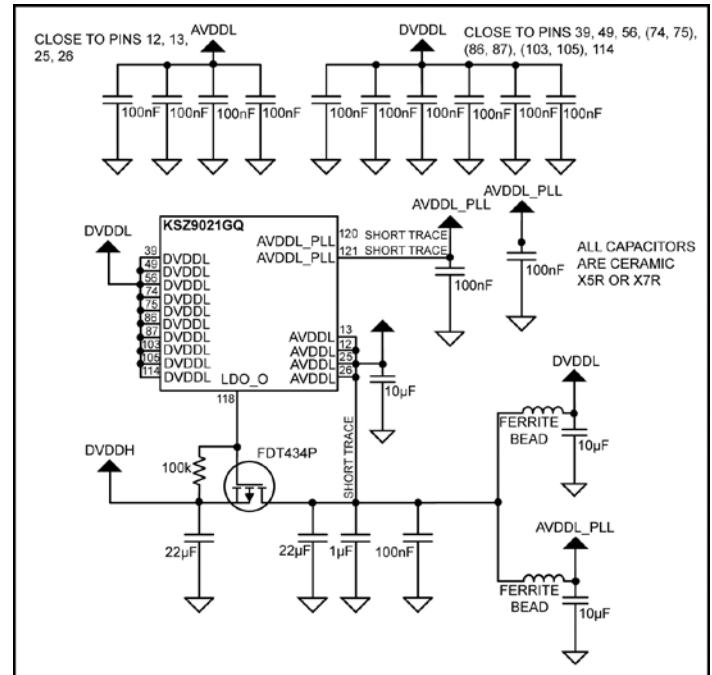 CLOSE TO PINS 12, 13,
25, 26
AVDDL
100nF
100nF
100nF
100nF
DVDDL
CLOSE TO PINS 39, 49, 56, (74, 75),
(86, 87), (103, 105), 114
100nF
100nF
100nF
100nF
100nF
100nF
KSZ9021GQ
DVDDL
39 DVDDL
49 DVDDL
56 DVDDL
74 DVDDL
75 DVDDL
86 DVDDL
87 DVDDL
103 DVDDL
105 DVDDL
114 DVDDL
AVDDL_PLL 120 SHORT TRACE
AVDDL_PLL 121 SHORT TRACE
AVDDL_PLL
100nF
AVDDL_PLL
100nF
ALL CAPACITORS
ARE CERAMIC
X5R OR X7R
AVDDL 13
AVDDL 12
AVDDL 25
AVDDL 26
10µF
LDO_O
118
SHORT TRACE
DVDDH
100k
FDT434P
22µF
22µF
1µF
100nF
DVDDL
FERRITE
BEAD
10µF
AVDDL_PLL
FERRITE
BEAD
10µF